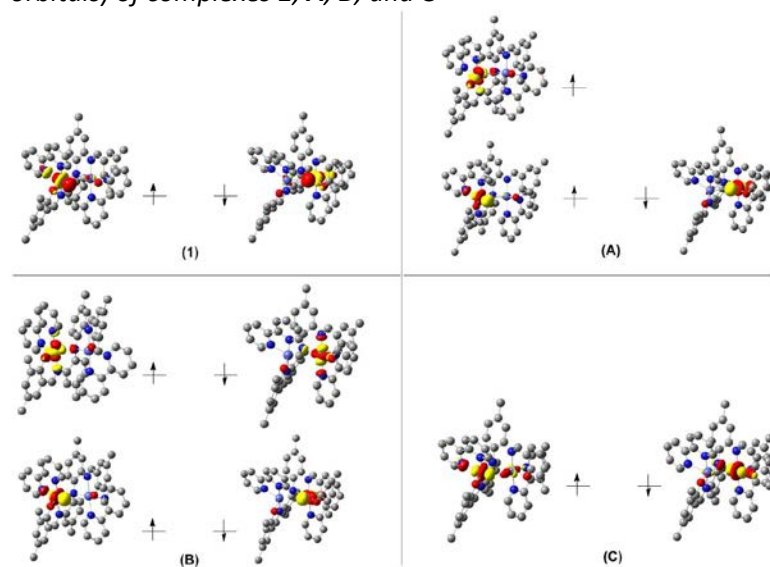 orbitals) of complexes 1, A, B, and C
(1)
(A)
(B)
(C)